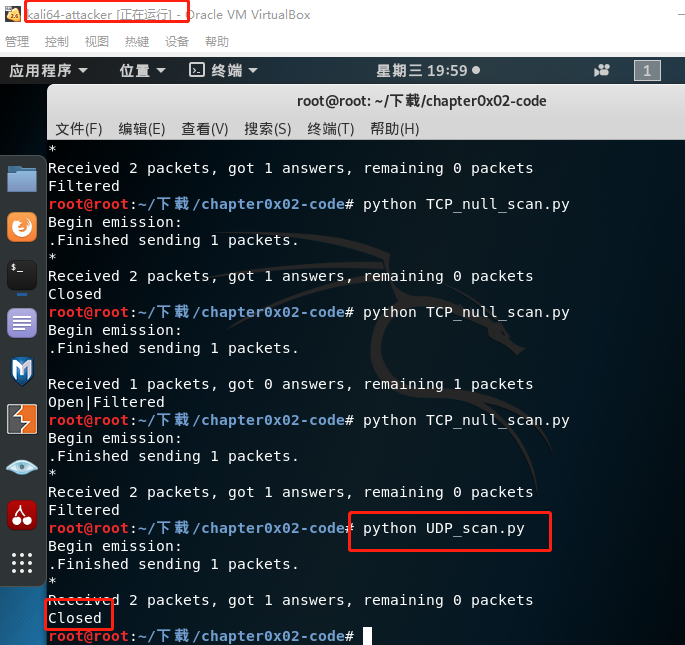 kali64-attacker [正在运行] - Oracle VM VirtualBox
管理 控制 视图 热键 设备 帮助
应用程序 位置 终端 星期三 19:59 1
root@root: ~/下载/chapter0x02-code
文件(F) 编辑(E) 查看(V) 搜索(S) 终端(T) 帮助(H)
*
Received 2 packets, got 1 answers, remaining 0 packets
Filtered
root@root:~/下载/chapter0x02-code# python TCP_null_scan.py
Begin emission:
.Finished sending 1 packets.
*
Received 2 packets, got 1 answers, remaining 0 packets
Closed
root@root:~/下载/chapter0x02-code# python TCP_null_scan.py
Begin emission:
.Finished sending 1 packets.
Received 1 packets, got 0 answers, remaining 1 packets
Open|Filtered
root@root:~/下载/chapter0x02-code# python TCP_null_scan.py
Begin emission:
.Finished sending 1 packets.
*
Received 2 packets, got 1 answers, remaining 0 packets
Filtered
root@root:~/下载/chapter0x02-code# python UDP_scan.py
Begin emission:
.Finished sending 1 packets.
*
Received 2 packets, got 1 answers, remaining 0 packets
Closed
root@root:~/下载/chapter0x02-code#